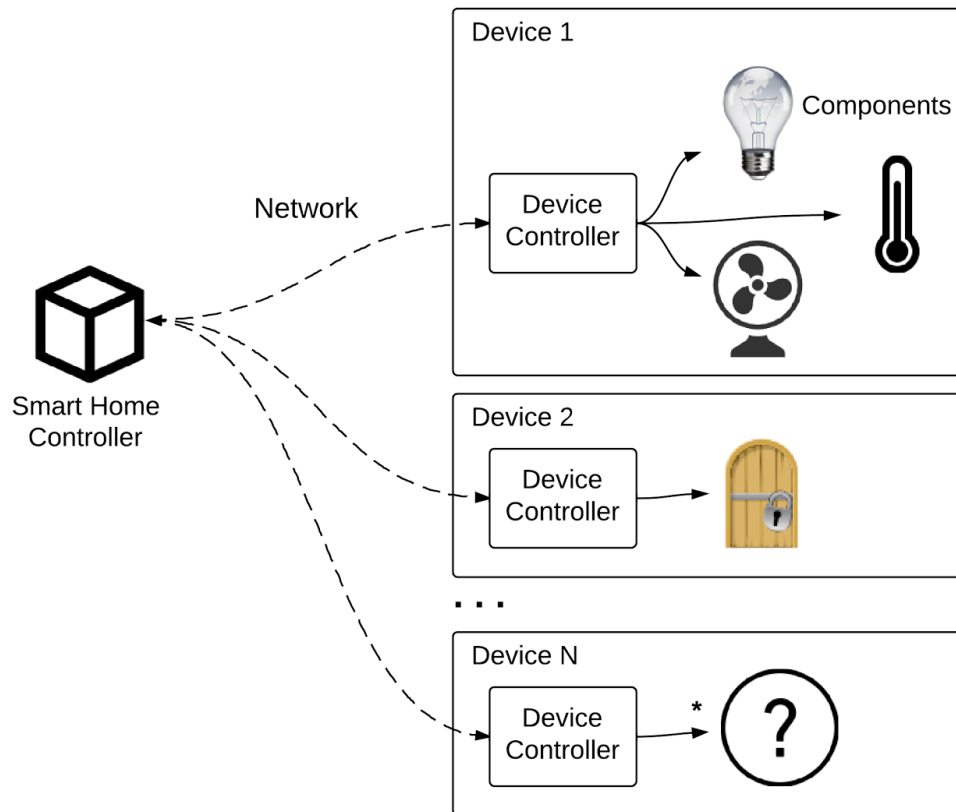 Device 1
Components
Network
Device
Controller
Smart Home
Controller
Device 2
Device
Controller
. . .
Device N
Device
Controller
*
?